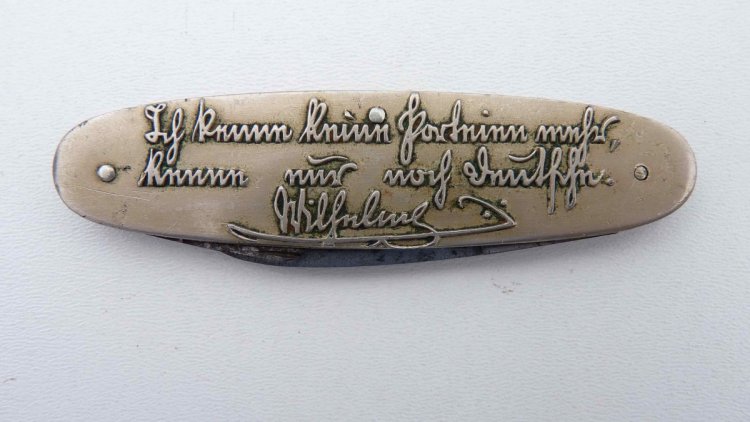 Ich kenne keine Parteien mehr,
kenne nur noch Deutsche.
Wilhelm